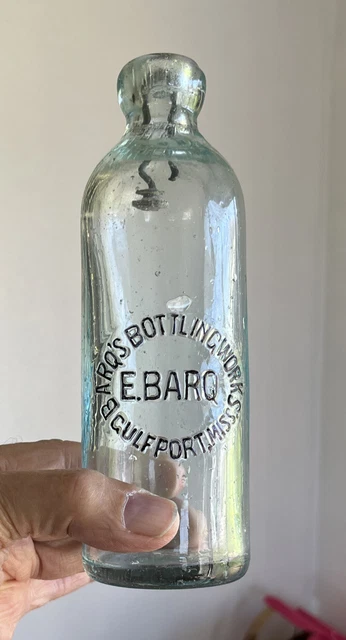 BARQ'S BOTTLING WORKS
E. BARQ
GULFPORT, MISS.